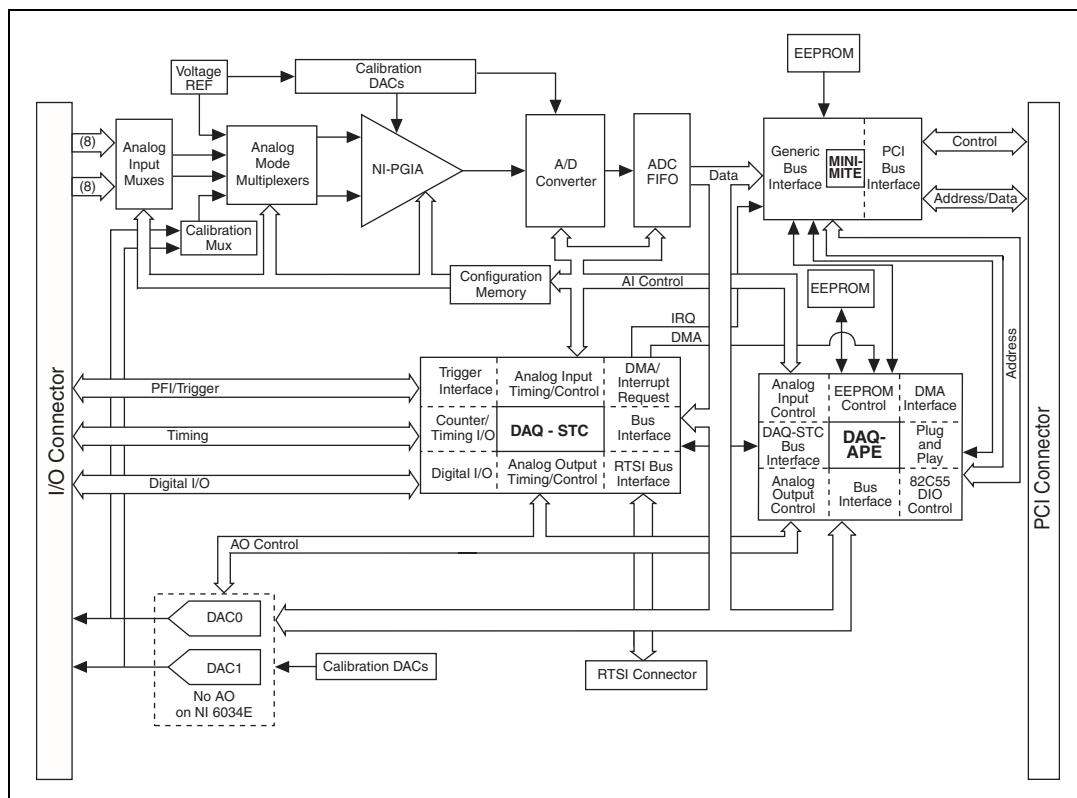 EEPROM
Voltage
REF
Calibration
DACs
(8)
(8)
Analog
Input
Muxes
Analog
Mode
Multiplexers
NI-PGIA
A/D
Converter
ADC
FIFO
Data
Generic
Bus
Interface
MINI-
MITE
PCI
Bus
Interface
Control
Address/Data
Calibration
Mux
Configuration
Memory
AI Control
EEPROM
IRQ
DMA
Address
I/O Connector
PCI Connector
PFI/Trigger
Timing
Digital I/O
Trigger
Interface
Analog Input
Timing/Control
DMA/
Interrupt
Request
Counter/
Timing I/O
DAQ - STC
Bus
Interface
Digital I/O
Analog Output
Timing/Control
RTSI Bus
Interface
Analog
Input
Control
EEPROM
Control
DMA
Interface
DAQ-STC
Bus
Interface
DAQ-
APE
Plug
and
Play
Analog
Output
Control
Bus
Interface
82C55
DIO
Control
AO Control
DAC0
DAC1
No AO
on NI 6034E
Calibration DACs
RTSI Connector